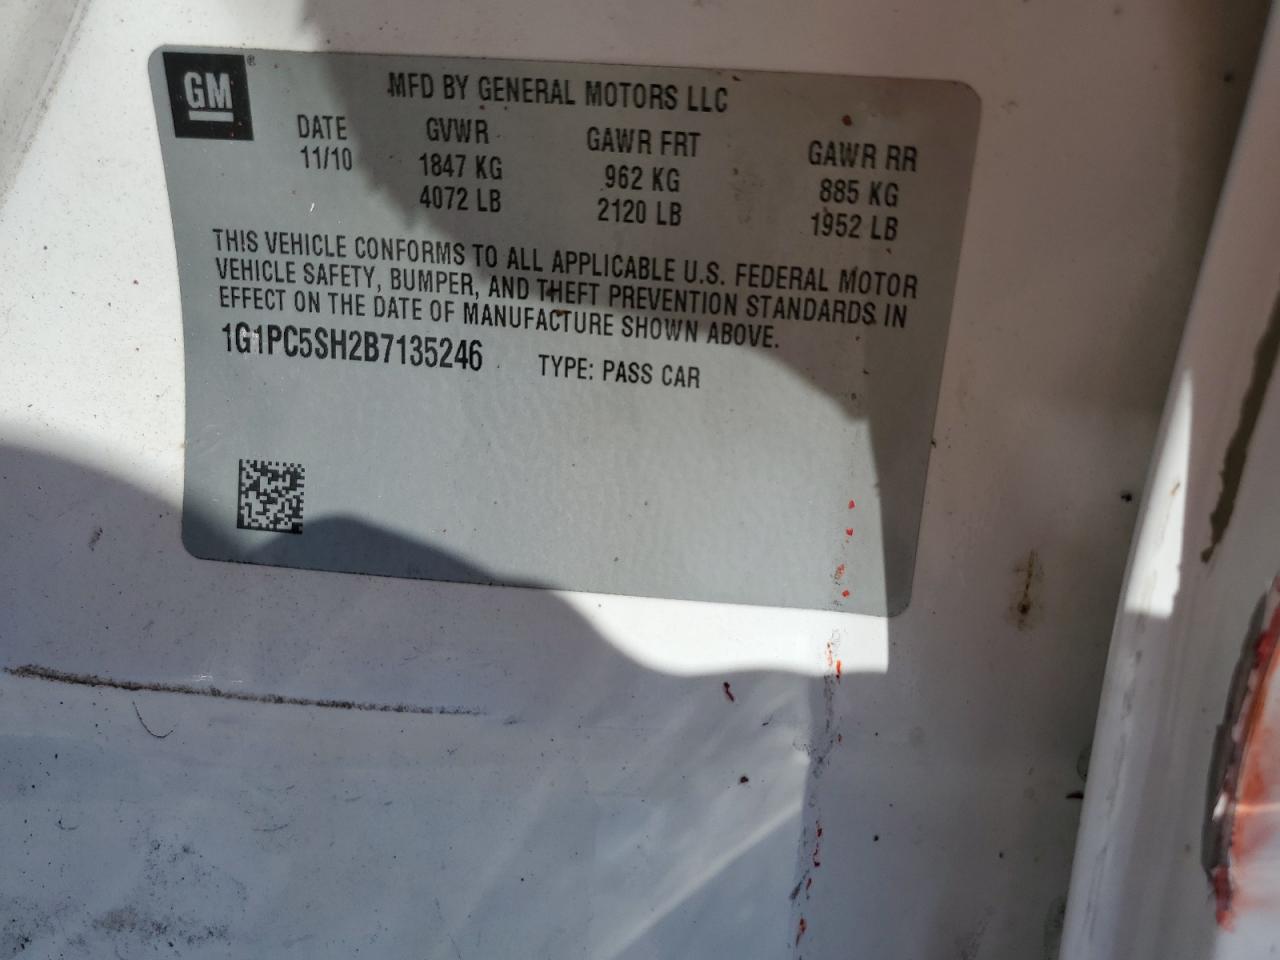 GM®
MFD BY GENERAL MOTORS LLC
DATE GVWR GAWR FRT GAWR RR
11/10 1847 KG 962 KG 885 KG
4072 LB 2120 LB 1952 LB
THIS VEHICLE CONFORMS TO ALL APPLICABLE U.S. FEDERAL MOTOR
VEHICLE SAFETY, BUMPER, AND THEFT PREVENTION STANDARDS IN
EFFECT ON THE DATE OF MANUFACTURE SHOWN ABOVE.
1G1PC5SH2B7135246 TYPE: PASS CAR